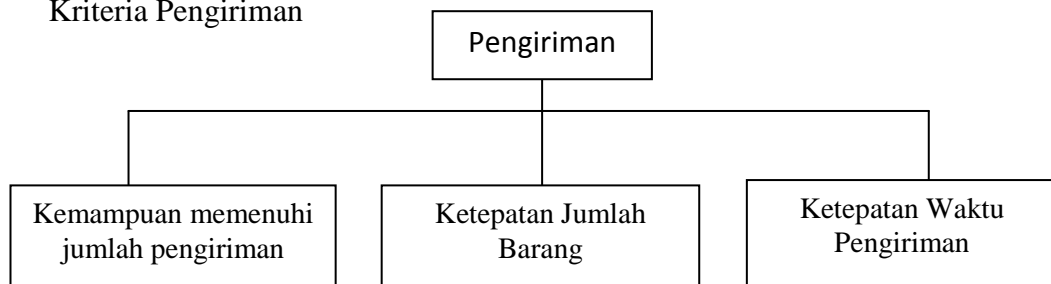 Kriteria Pengiriman
Pengiriman
Kemampuan memenuhi
jumlah pengiriman
Ketepatan Jumlah
Barang
Ketepatan Waktu
Pengiriman